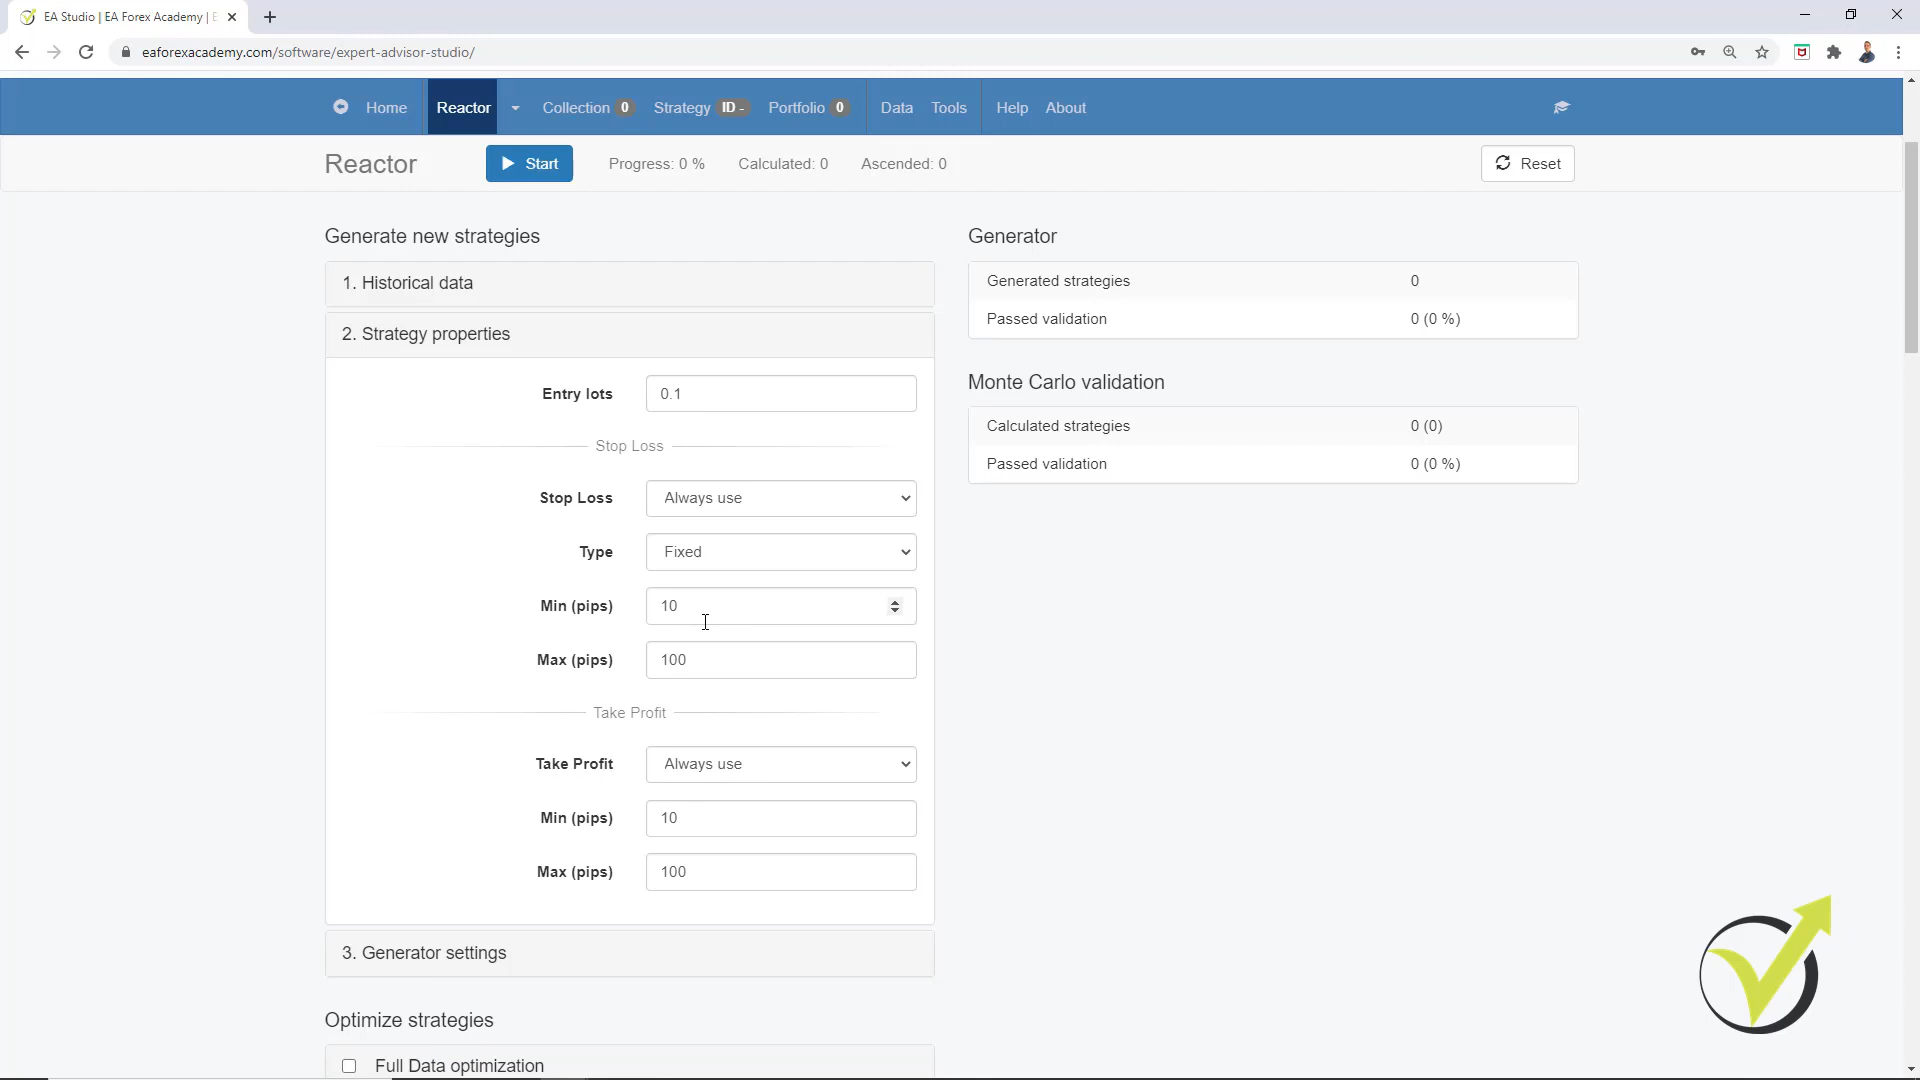 EA Studio | EA Forex Academy |
eaforexacademy.com/software/expert-advisor-studio/
Home Reactor Collection 0 Strategy ID - Portfolio 0 Data Tools Help About
Reactor Start Progress: 0 % Calculated: 0 Ascended: 0 Reset
Generate new strategies
1. Historical data
2. Strategy properties
Entry lots 0.1
Stop Loss
Stop Loss Always use
Type Fixed
Min (pips) 10
Max (pips) 100
Take Profit
Take Profit Always use
Min (pips) 10
Max (pips) 100
3. Generator settings
Optimize strategies
Full Data optimization
Generator
Generated strategies 0
Passed validation 0 (0 %)
Monte Carlo validation
Calculated strategies 0 (0)
Passed validation 0 (0 %)